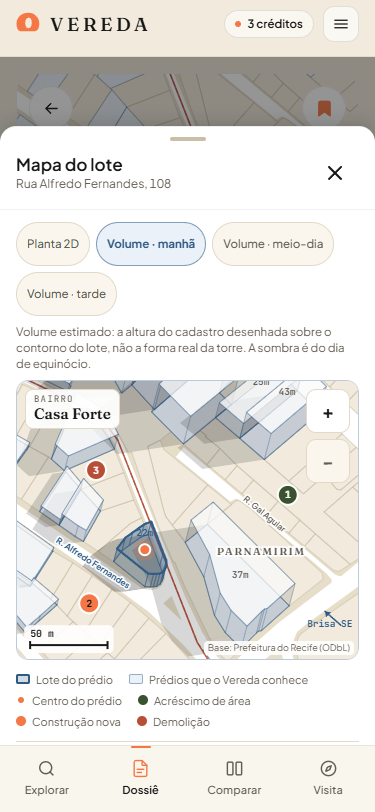 VEREDA
3 créditos
Mapa do lote
Rua Alfredo Fernandes, 108
Planta 2D
Volume · manhã
Volume · meio-dia
Volume · tarde
Volume estimado: a altura do cadastro desenhada sobre o
contorno do lote, não a forma real da torre. A sombra é do dia
de equinócio.
BAIRRO
Casa Forte
25m
43m
+
−
3
1
R. Gal Aguiar
22m
PARNAMIRIM
R. Alfredo Fernandes
37m
2
Brisa SE
50 m
Base: Prefeitura do Recife (ODbL)
Lote do prédio
Prédios que o Vereda conhece
Centro do prédio
Acréscimo de área
Construção nova
Demolição
Explorar
Dossiê
Comparar
Visita